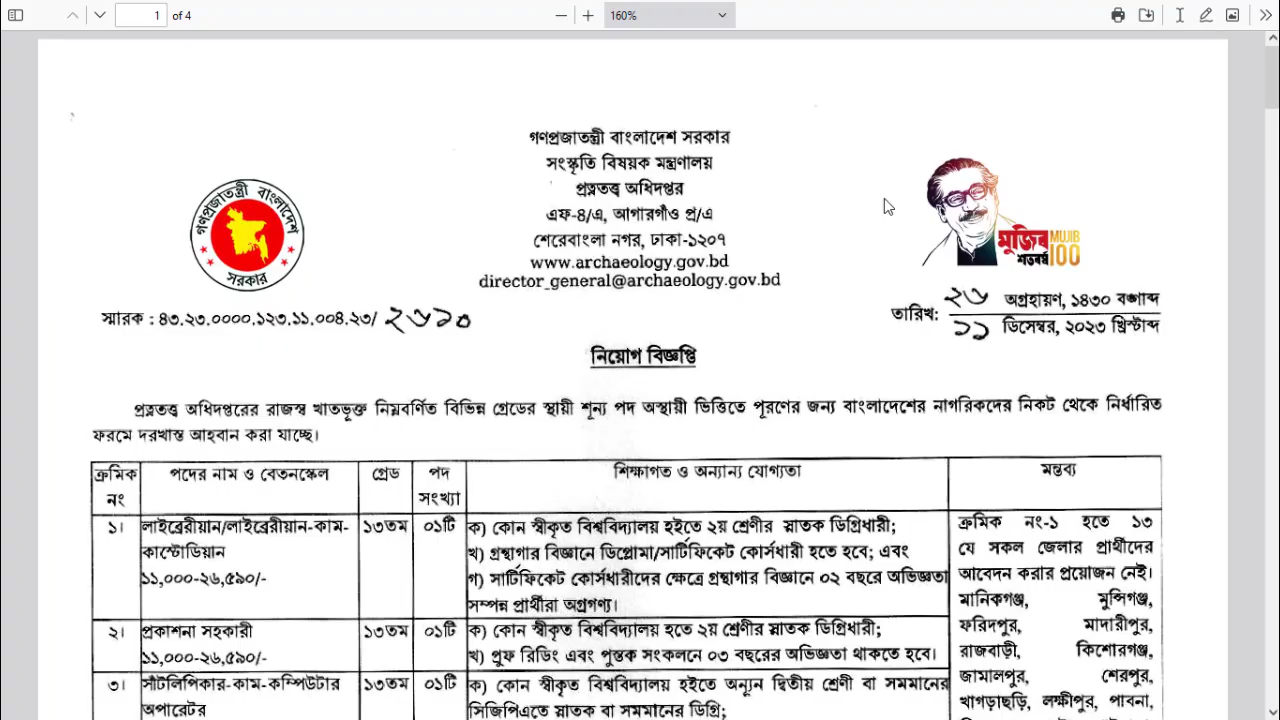 1 of 4
160%
গণপ্রজাতন্ত্রী বাংলাদেশ সরকার
সংস্কৃতি বিষয়ক মন্ত্রণালয়
প্রত্নতত্ত্ব অধিদপ্তর
এফ-৪/এ, আগারগাঁও প্র/এ
শেরেবাংলা নগর, ঢাকা-১২০৭
www.archaeology.gov.bd
director_general@archaeology.gov.bd
গণপ্রজাতন্ত্রী বাংলাদেশ
সরকার
মুজিব MUJIB
শতবর্ষ 100
স্মারক : ৪৩.২৩.০০০০.১২৩.১১.০০৪.২৩/ ২৩১০
তারিখ: ২৬ অগ্রহায়ণ, ১৪৩০ বঙ্গাব্দ
১১ ডিসেম্বর, ২০২৩ খ্রিস্টাব্দ
নিয়োগ বিজ্ঞপ্তি
প্রত্নতত্ত্ব অধিদপ্তরের রাজস্ব খাতভূক্ত নিম্নবর্ণিত বিভিন্ন গ্রেডের স্থায়ী শূন্য পদ অস্থায়ী ভিত্তিতে পূরণের জন্য বাংলাদেশের নাগরিকদের নিকট থেকে নির্ধারিত
ফরমে দরখাস্ত আহবান করা যাচ্ছে।
ক্রমিক নং পদের নাম ও বেতনস্কেল গ্রেড পদ সংখ্যা শিক্ষাগত ও অন্যান্য যোগ্যতা মন্তব্য
১। লাইব্রেরীয়ান/লাইব্রেরীয়ান-কাম- ১৩তম ০১টি ক) কোন স্বীকৃত বিশ্ববিদ্যালয় হইতে ২য় শ্রেণীর স্নাতক ডিগ্রিধারী;
কাস্টোডিয়ান খ) গ্রন্থাগার বিজ্ঞানে ডিপ্লোমা/সার্টিফিকেট কোর্সধারী হতে হবে; এবং
১১,০০০-২৬,৫৯০/- গ) সার্টিফিকেট কোর্সধারীদের ক্ষেত্রে গ্রন্থাগার বিজ্ঞানে ০২ বছরে অভিজ্ঞতা
সম্পন্ন প্রার্থীরা অগ্রগণ্য।
২। প্রকাশনা সহকারী ১৩তম ০১টি ক) কোন স্বীকৃত বিশ্ববিদ্যালয় হতে ২য় শ্রেণীর স্নাতক ডিগ্রিধারী;
১১,০০০-২৬,৫৯০/- খ) প্রুফ রিডিং এবং পুস্তক সংকলনে ০৩ বছরের অভিজ্ঞতা থাকতে হবে।
৩। সাঁটলিপিকার-কাম-কম্পিউটার ১৩তম ০১টি ক) কোন স্বীকৃত বিশ্ববিদ্যালয় হইতে অন্যূন দ্বিতীয় শ্রেণী বা সমমানের
অপারেটর সিজিপিএতে স্নাতক বা সমমানের ডিগ্রি;
ক্রমিক নং-১ হতে ১৩
যে সকল জেলার প্রার্থীদের
আবেদন করার প্রয়োজন নেই।
মানিকগঞ্জ, মুন্সিগঞ্জ,
ফরিদপুর, মাদারীপুর,
রাজবাড়ী, কিশোরগঞ্জ,
জামালপুর, শেরপুর,
খাগড়াছড়ি, লক্ষীপুর, পাবনা,